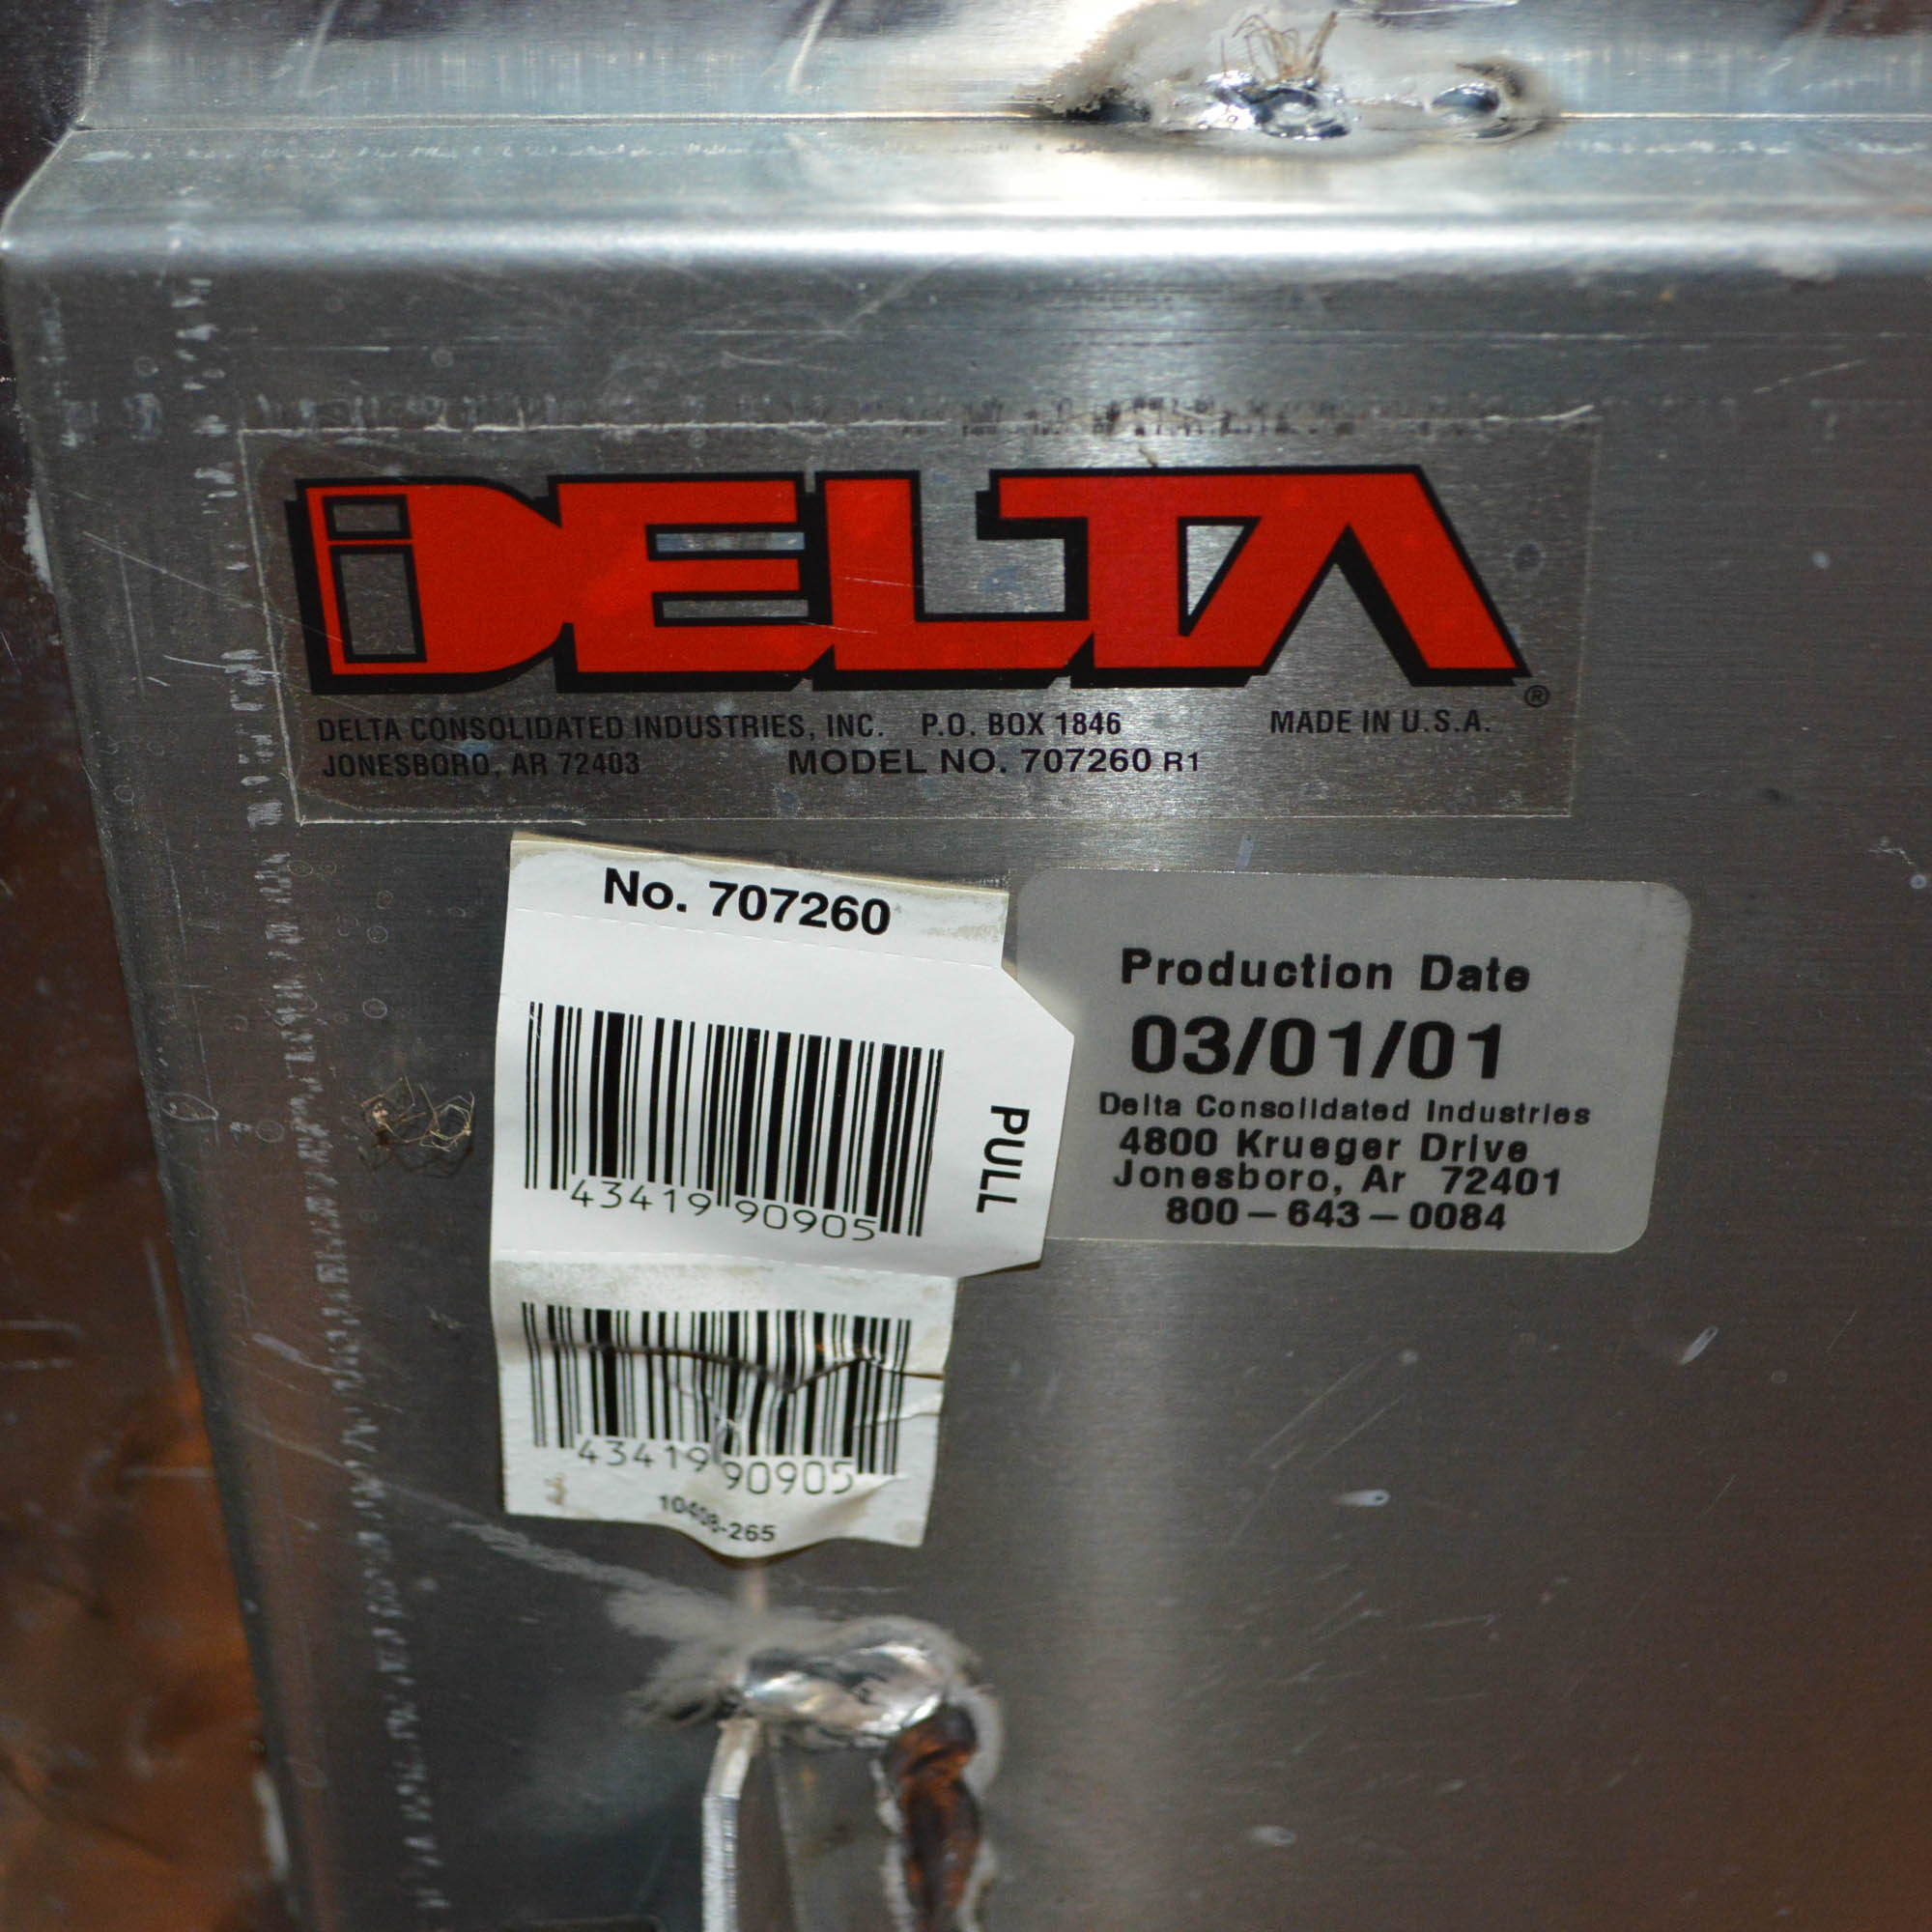 DELTA ®
DELTA CONSOLIDATED INDUSTRIES, INC. P.O. BOX 1846 MADE IN U.S.A.
JONESBORO, AR 72403 MODEL NO. 707260 R1
No. 707260
PULL
43419 90905
Production Date
03/01/01
Delta Consolidated Industries
4800 Krueger Drive
Jonesboro, Ar 72401
800-643-0084
43419 90905